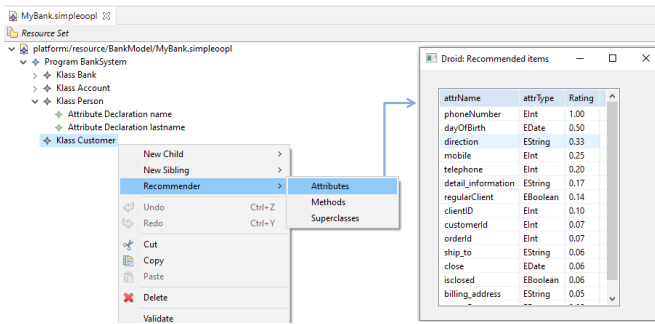 MyBank.simpleoopl
Resource Set
platform:/resource/BankModel/MyBank.simpleoopl
Program BankSystem
Klass Bank
Klass Account
Klass Person
Attribute Declaration name
Attribute Declaration lastname
Klass Customer
New Child
New Sibling
Recommender
Undo Ctrl+Z
Redo Ctrl+Y
Cut
Copy
Paste
Delete
Validate
Attributes
Methods
Superclasses
Droid: Recommended items
attrName attrType Rating
phoneNumber EInt 1.00
dayOfBirth EDate 0.50
direction EString 0.33
mobile EInt 0.25
telephone EInt 0.20
detail_information EString 0.17
regularClient EBoolean 0.14
clientID EInt 0.10
customerId EInt 0.07
orderId EInt 0.07
ship_to EString 0.06
close EDate 0.06
isclosed EBoolean 0.06
billing_address EString 0.05